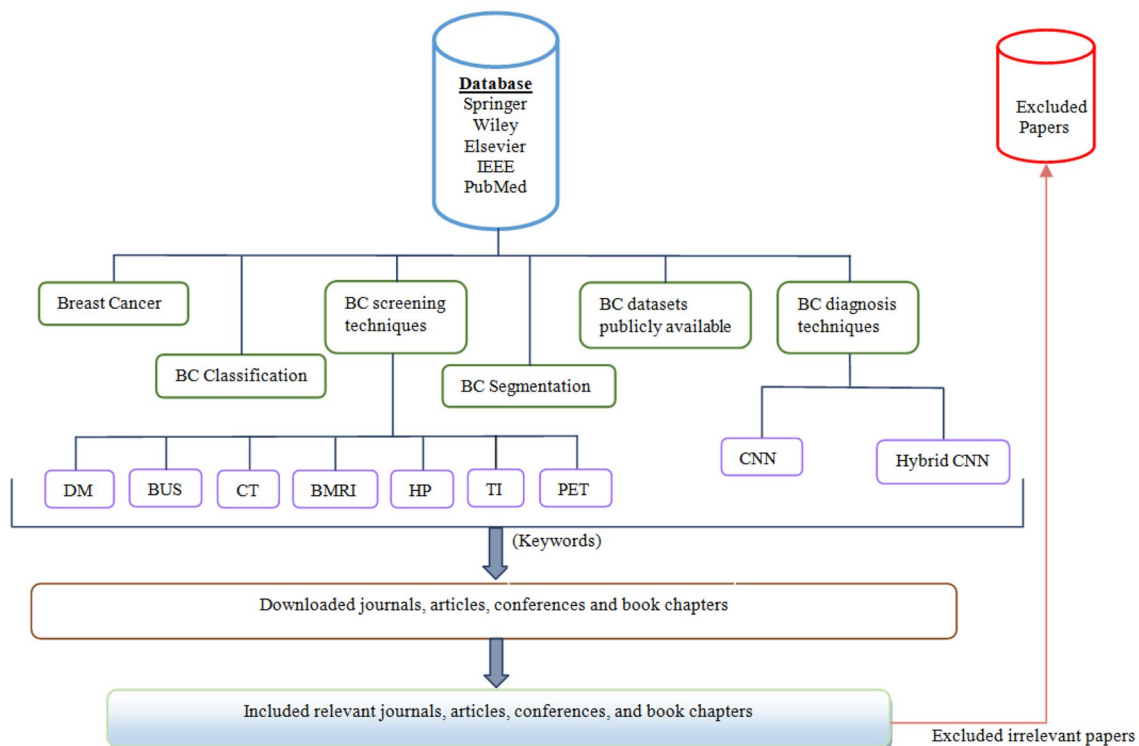 Database
Springer
Wiley
Elsevier
IEEE
PubMed
Excluded
Papers
Breast Cancer
BC screening
techniques
BC datasets
publicly available
BC diagnosis
techniques
BC Classification
BC Segmentation
DM
BUS
CT
BMRI
HP
TI
PET
CNN
Hybrid CNN
(Keywords)
Downloaded journals, articles, conferences and book chapters
Included relevant journals, articles, conferences, and book chapters
Excluded irrelevant papers